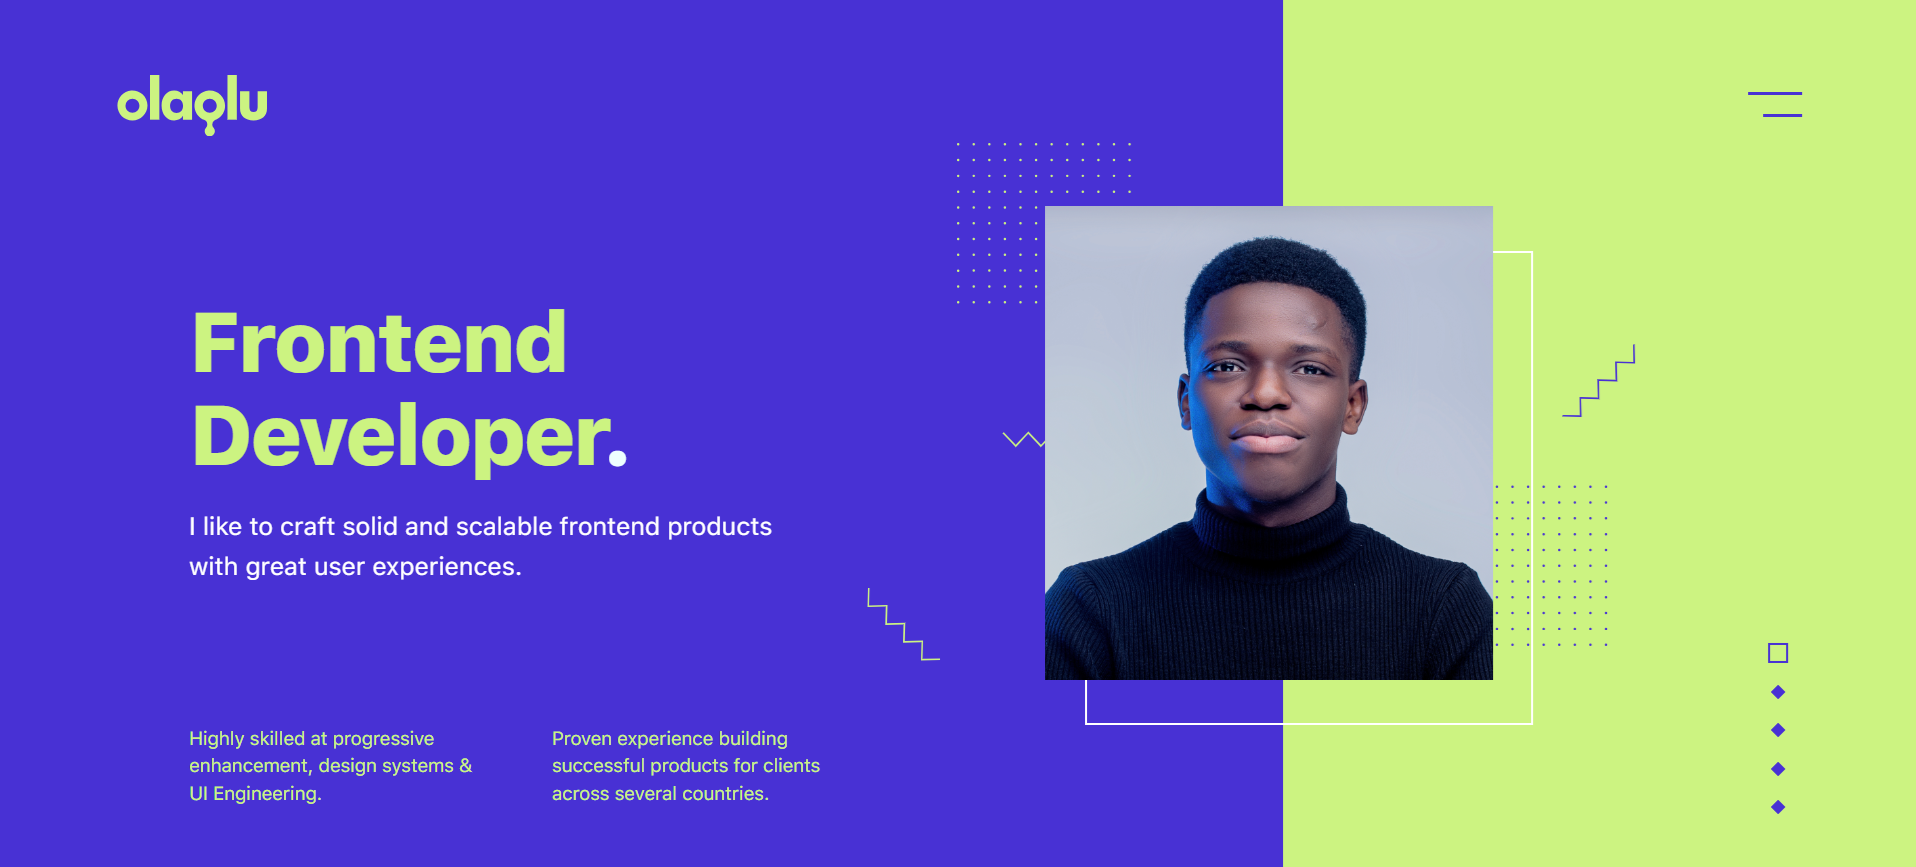 olaolu
Frontend
Developer.
I like to craft solid and scalable frontend products
with great user experiences.
Highly skilled at progressive
enhancement, design systems &
UI Engineering.
Proven experience building
successful products for clients
across several countries.